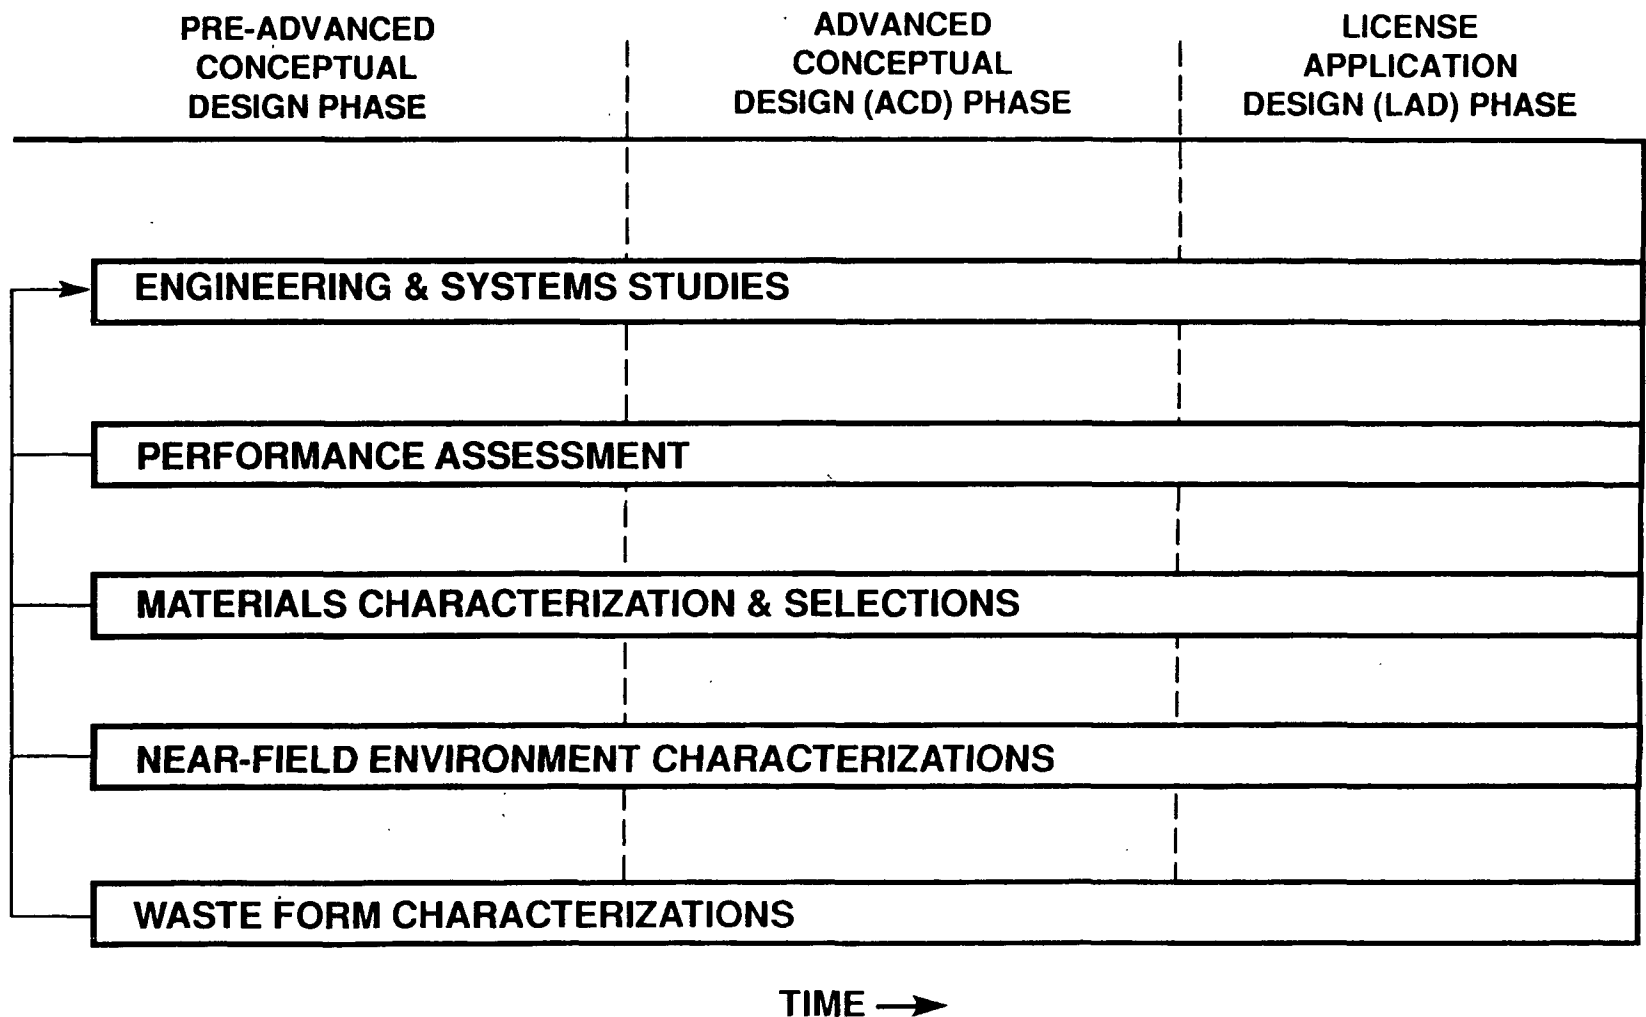 PRE-ADVANCED
CONCEPTUAL
DESIGN PHASE
ADVANCED
CONCEPTUAL
DESIGN (ACD) PHASE
LICENSE
APPLICATION
DESIGN (LAD) PHASE
ENGINEERING & SYSTEMS STUDIES
PERFORMANCE ASSESSMENT
MATERIALS CHARACTERIZATION & SELECTIONS
NEAR-FIELD ENVIRONMENT CHARACTERIZATIONS
WASTE FORM CHARACTERIZATIONS
TIME